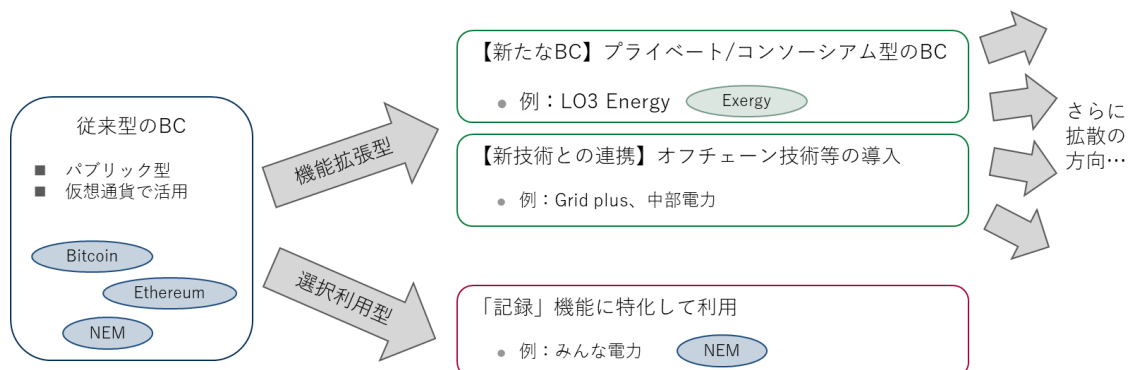 従来型のBC
■ パブリック型
■ 仮想通貨で活用
Bitcoin
Ethereum
NEM
機能拡張型
選択利用型
【新たなBC】プライベート/コンソーシアム型のBC
• 例：LO3 Energy
Exergy
【新技術との連携】オフチェーン技術等の導入
• 例：Grid plus、中部電力
「記録」機能に特化して利用
• 例：みんな電力
NEM
さらに
拡散の
方向…